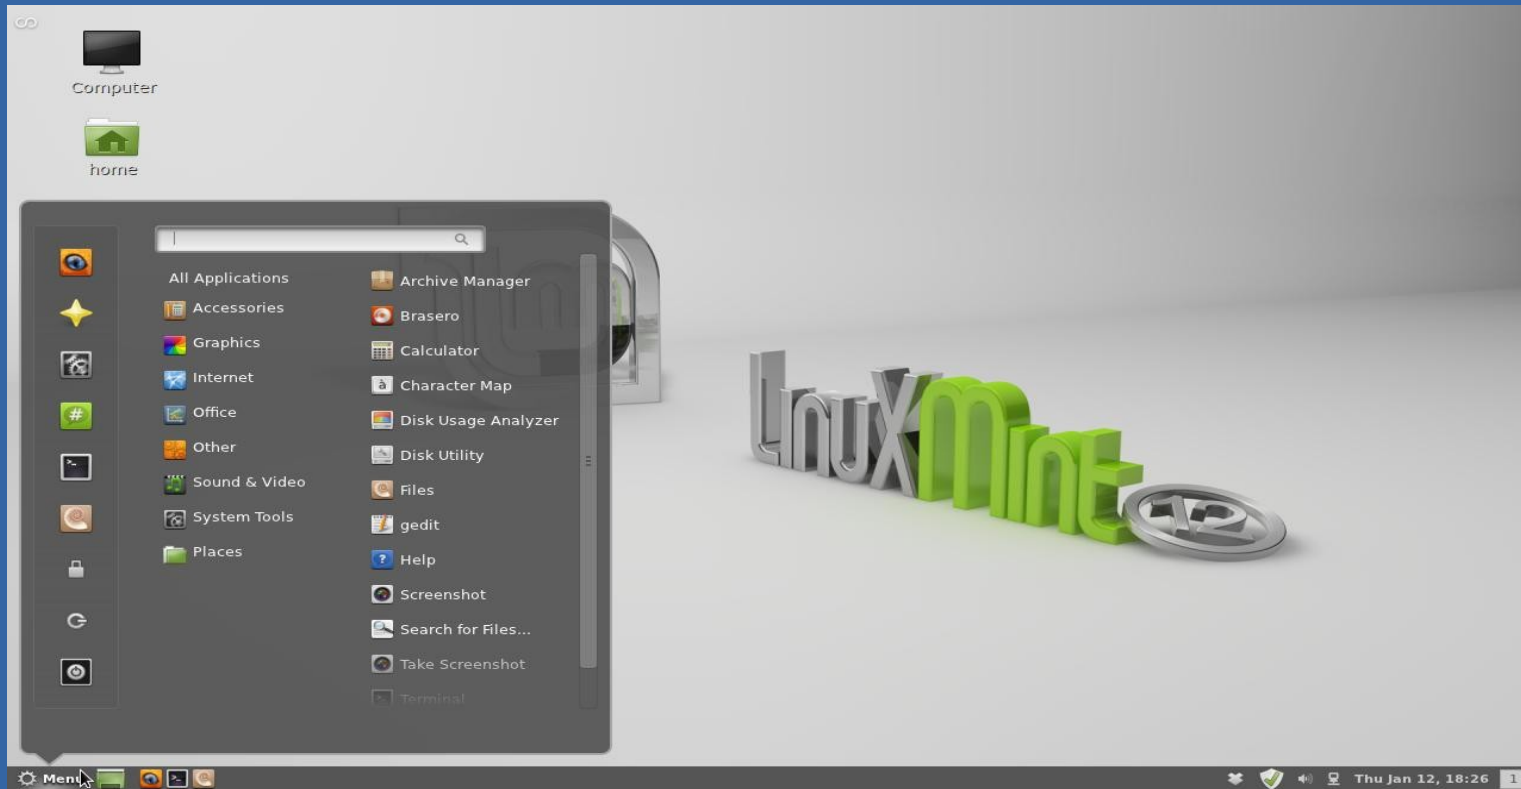 Computer
home
All Applications
Accessories
Graphics
Internet
Office
Other
Sound & Video
System Tools
Places
Archive Manager
Brasero
Calculator
Character Map
Disk Usage Analyzer
Disk Utility
Files
gedit
Help
Screenshot
Search for Files...
Take Screenshot
Terminal
LinuxMint 12
Menu
Thu Jan 12, 18:26
1